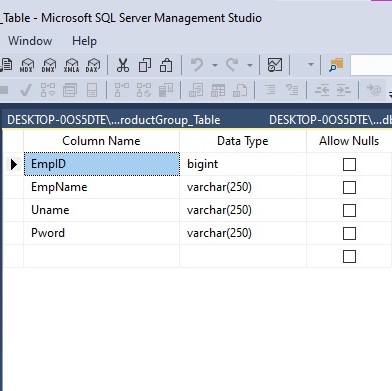 _Table - Microsoft SQL Server Management Studio
Window Help
MDX DMX XMLA DAX
DESKTOP-0OS5DTE\...roductGroup_Table DESKTOP-0OS5DTE\...db
Column Name Data Type Allow Nulls
EmpID bigint
EmpName varchar(250)
Uname varchar(250)
Pword varchar(250)